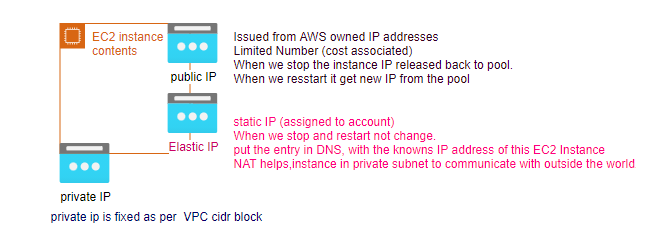 EC2 instance
contents
Issued from AWS owned IP addresses
Limited Number (cost associated)
When we stop the instance IP released back to pool.
When we resstart it get new IP from the pool
public IP
static IP (assigned to account)
When we stop and restart not change.
put the entry in DNS, with the knowns IP address of this EC2 Instance
NAT helps,instance in private subnet to communicate with outside the world
Elastic IP
private IP
private ip is fixed as per VPC cidr block